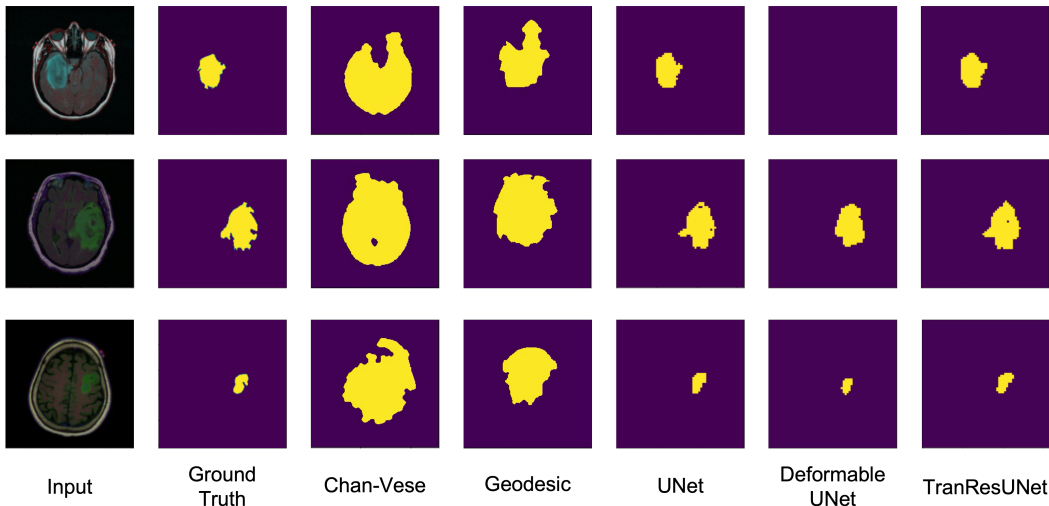 Input
Ground
Truth
Chan-Vese
Geodesic
UNet
Deformable
UNet
TranResUNet